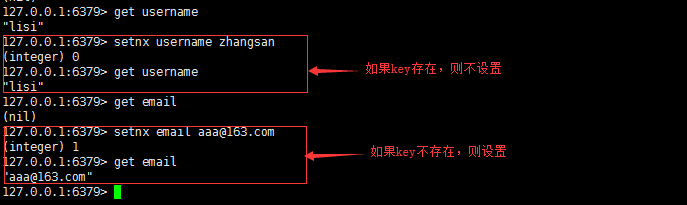 (nil)
127.0.0.1:6379> get username
"lisi"
127.0.0.1:6379> setnx username zhangsan
(integer) 0
127.0.0.1:6379> get username
"lisi"
如果key存在，则不设置
127.0.0.1:6379> get email
(nil)
127.0.0.1:6379> setnx email aaa@163.com
(integer) 1
127.0.0.1:6379> get email
"aaa@163.com"
如果key不存在，则设置
127.0.0.1:6379>